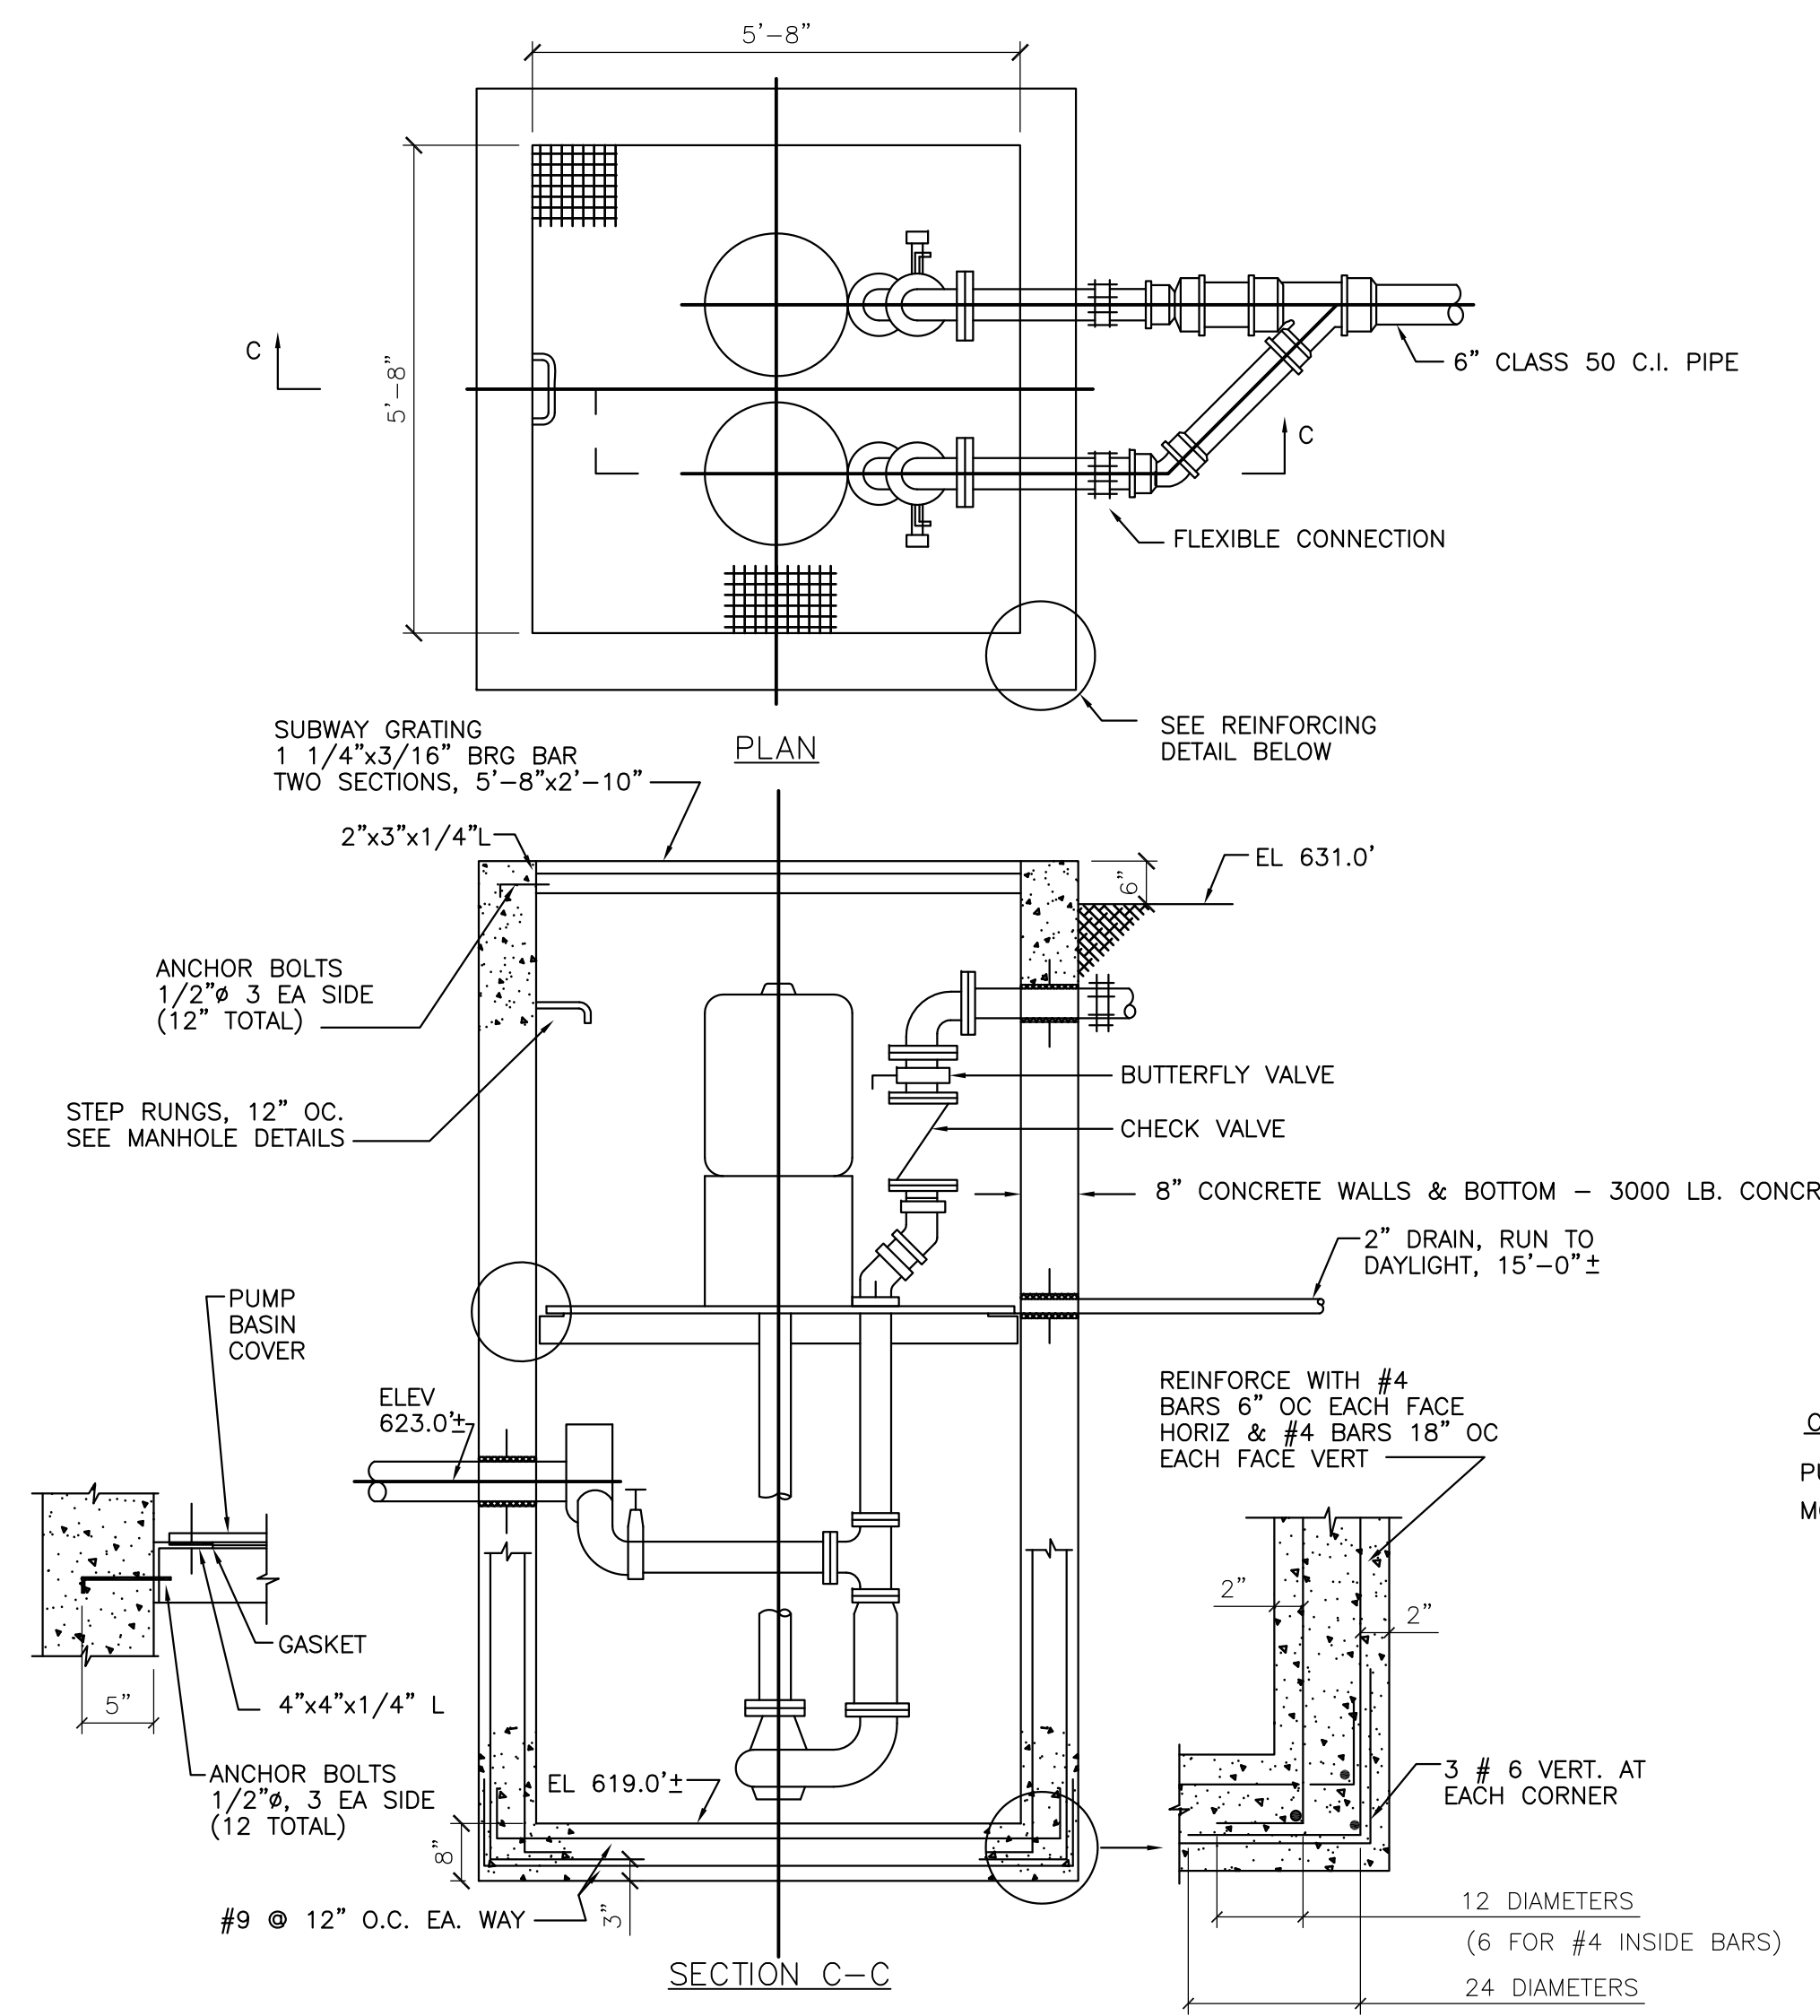 5'-8"
5'-8"
C
C
6" CLASS 50 C.I. PIPE
FLEXIBLE CONNECTION
SEE REINFORCING
DETAIL BELOW
PLAN
SUBWAY GRATING
1 1/4"x3/16" BRG BAR
TWO SECTIONS, 5'-8"x2'-10"
2"x3"x1/4"L
EL 631.0'
6"
ANCHOR BOLTS
1/2"ø 3 EA SIDE
(12" TOTAL)
STEP RUNGS, 12" OC.
SEE MANHOLE DETAILS
BUTTERFLY VALVE
CHECK VALVE
8" CONCRETE WALLS & BOTTOM – 3000 LB. CONCR
2" DRAIN, RUN TO
DAYLIGHT, 15'-0"±
PUMP
BASIN
COVER
ELEV
623.0'±
REINFORCE WITH #4
BARS 6" OC EACH FACE
HORIZ & #4 BARS 18" OC
EACH FACE VERT
2"
2"
GASKET
5"
4"x4"x1/4" L
ANCHOR BOLTS
1/2"ø, 3 EA SIDE
(12 TOTAL)
EL 619.0'±
8"
3"
#9 @ 12" O.C. EA. WAY
3 # 6 VERT. AT
EACH CORNER
12 DIAMETERS
(6 FOR #4 INSIDE BARS)
24 DIAMETERS
SECTION C-C